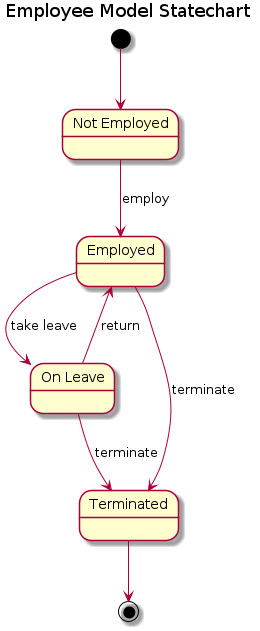 Employee Model Statechart
Not Employed
employ
Employed
take leave
return
On Leave
terminate
terminate
Terminated